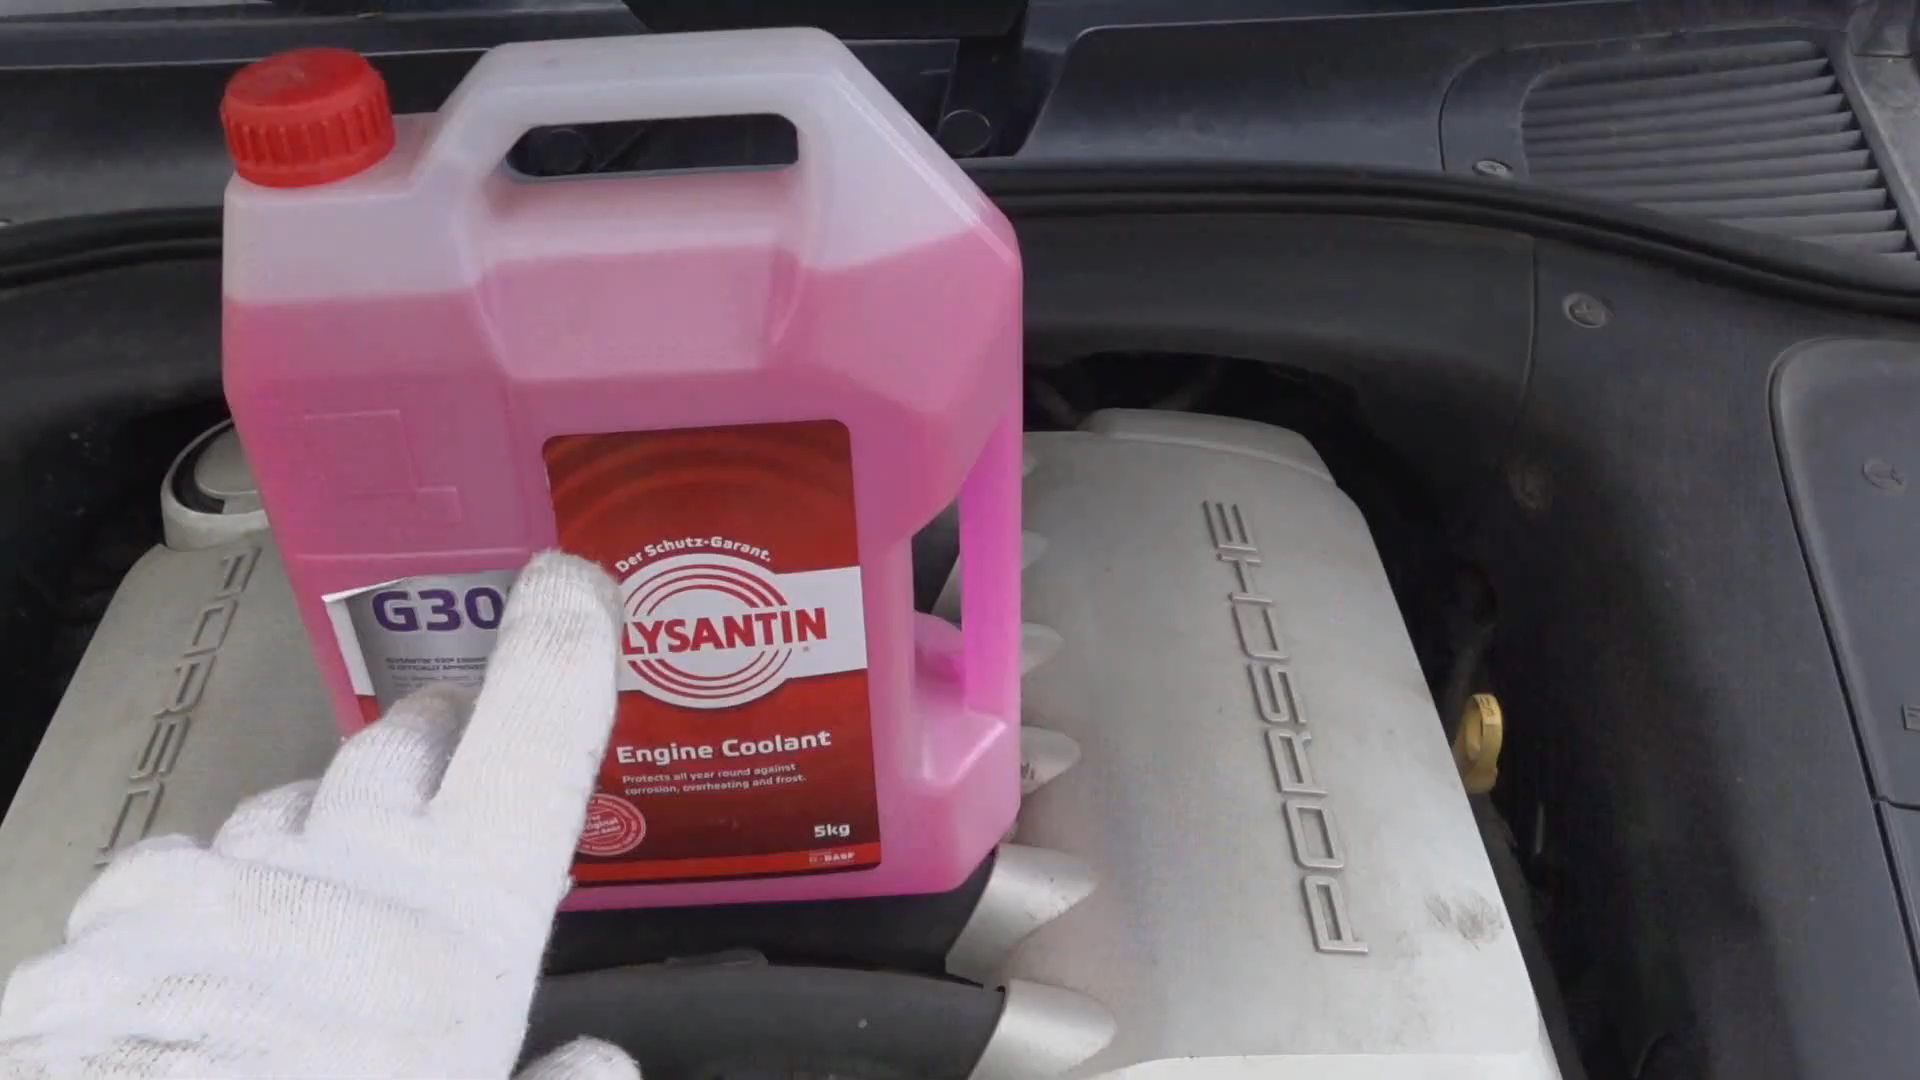 Der Schutz-Garant.
G30
LYSANTIN
Engine Coolant
Protects all year round against
corrosion, overheating and frost.
5kg
BASF
PORSCHE
PORSC